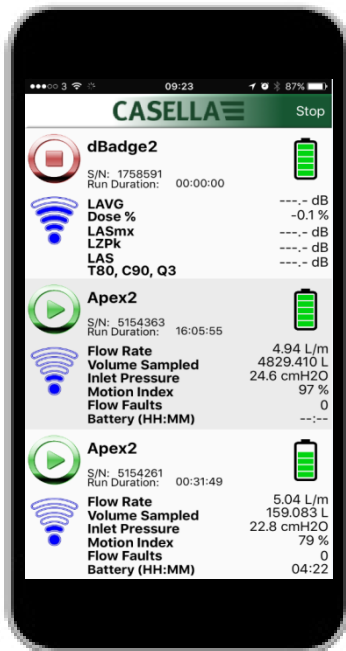 3 09:23 87%
CASELLA Stop
dBadge2
S/N: 1758591
Run Duration: 00:00:00
LAVG ---.- dB
Dose % -0.1 %
LASmx ---.- dB
LZPk ---.- dB
LAS ---.- dB
T80, C90, Q3
Apex2
S/N: 5154363
Run Duration: 16:05:55
Flow Rate 4.94 L/m
Volume Sampled 4829.410 L
Inlet Pressure 24.6 cmH2O
Motion Index 97 %
Flow Faults 0
Battery (HH:MM) --:--
Apex2
S/N: 5154261
Run Duration: 00:31:49
Flow Rate 5.04 L/m
Volume Sampled 159.083 L
Inlet Pressure 22.8 cmH2O
Motion Index 79 %
Flow Faults 0
Battery (HH:MM) 04:22